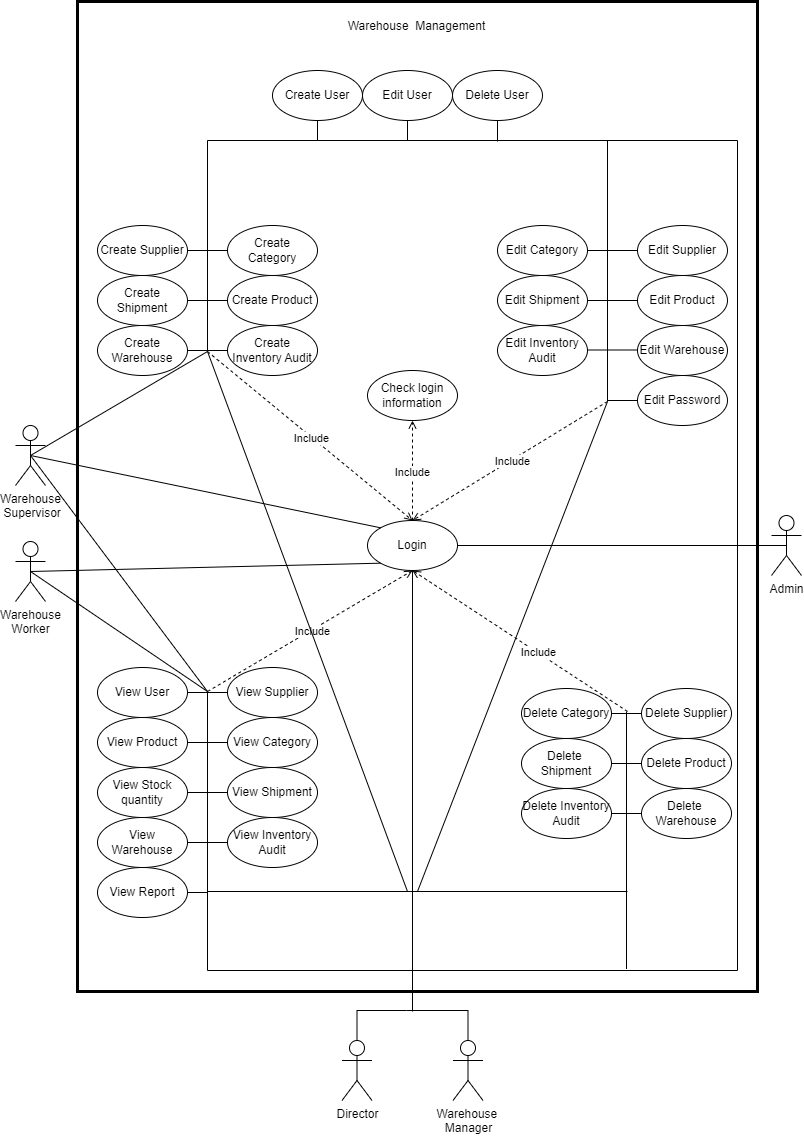 Warehouse Management
Create User
Edit User
Delete User
Create Supplier
Create
Category
Edit Category
Edit Supplier
Create
Shipment
Create Product
Edit Shipment
Edit Product
Create
Warehouse
Create
Inventory Audit
Edit Inventory
Audit
Edit Warehouse
Check login
information
Edit Password
Include
Include
Include
Warehouse
Supervisor
Login
Admin
Warehouse
Worker
Include
Include
View User
View Supplier
Delete Category
Delete Supplier
View Product
View Category
Delete
Shipment
Delete Product
View Stock
quantity
View Shipment
Delete Inventory
Audit
Delete
Warehouse
View
Warehouse
View Inventory
Audit
View Report
Director
Warehouse
Manager